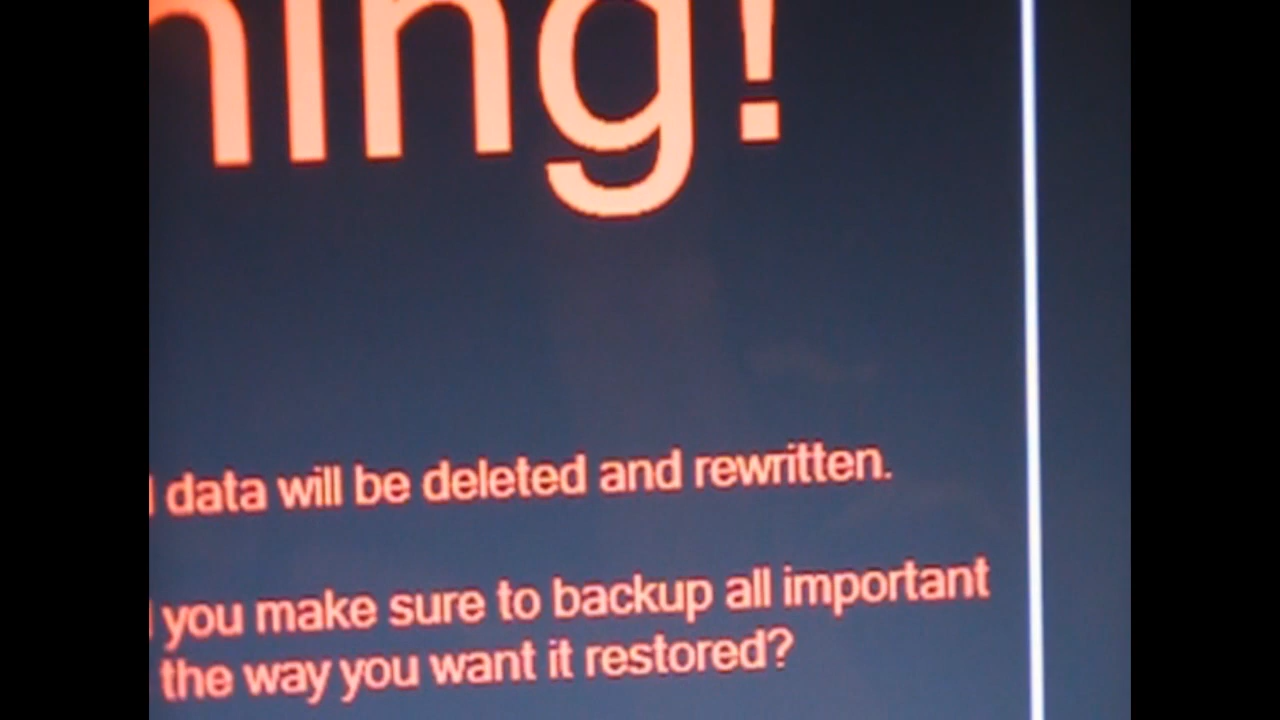 ning!
data will be deleted and rewritten.
you make sure to backup all important
the way you want it restored?